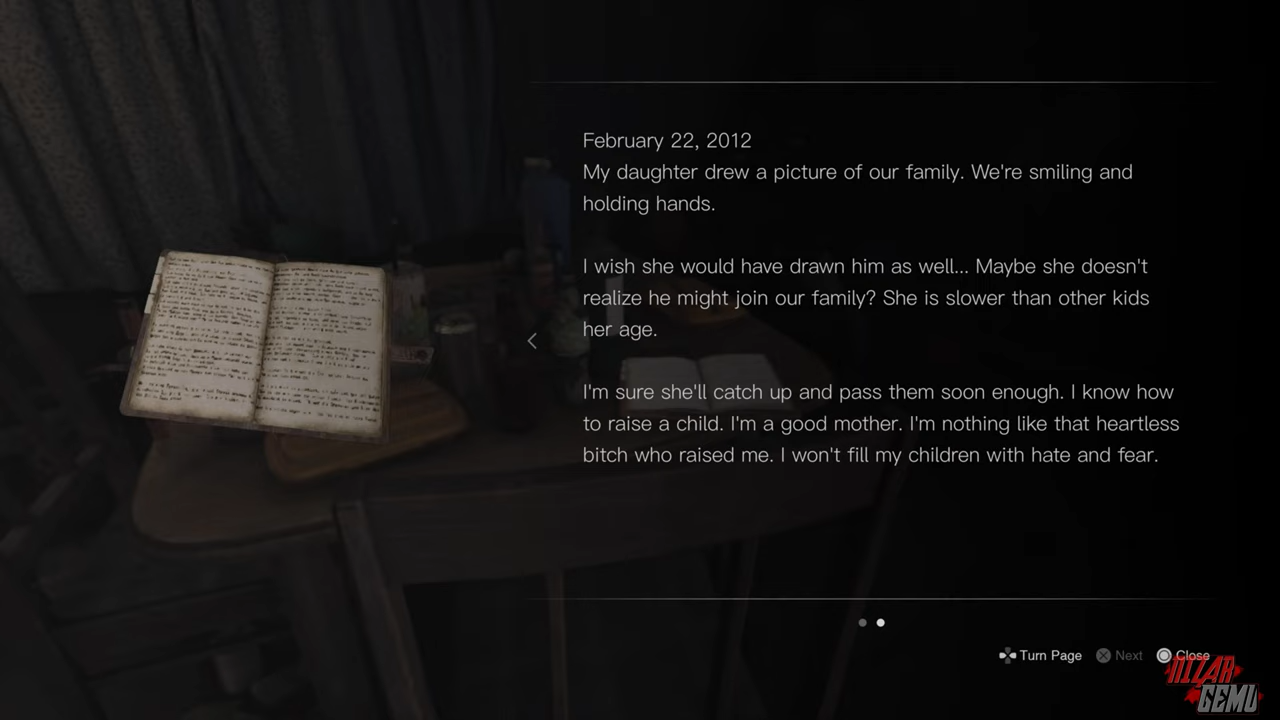 February 22, 2012
My daughter drew a picture of our family. We're smiling and
holding hands.
I wish she would have drawn him as well... Maybe she doesn't
realize he might join our family? She is slower than other kids
her age.
I'm sure she'll catch up and pass them soon enough. I know how
to raise a child. I'm a good mother. I'm nothing like that heartless
bitch who raised me. I won't fill my children with hate and fear.
Turn Page Next Close
NIZAR
GEMU